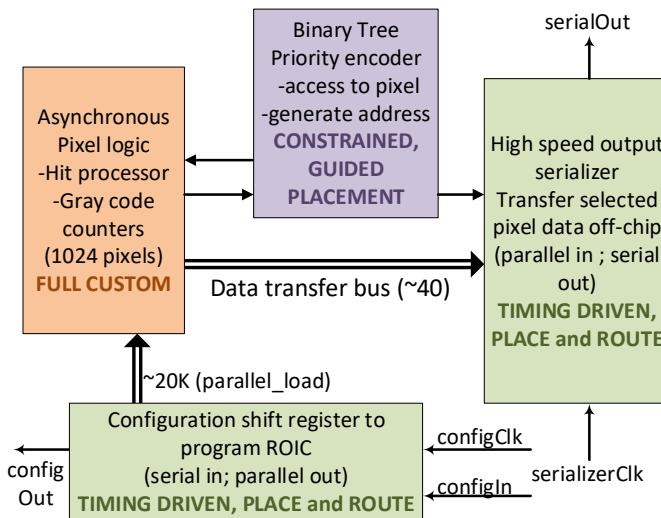 Asynchronous
Pixel logic
-Hit processor
-Gray code
counters
(1024 pixels)
FULL CUSTOM
Binary Tree
Priority encoder
-access to pixel
-generate address
CONSTRAINED,
GUIDED
PLACEMENT
serialOut
High speed output
serializer
Transfer selected
pixel data off-chip
(parallel in ; serial
out)
TIMING DRIVEN,
PLACE and ROUTE
Data transfer bus (~40)
~20K (parallel_load)
Configuration shift register to
program ROIC
(serial in; parallel out)
TIMING DRIVEN, PLACE and ROUTE
config
Out
configClk
configIn
serializerClk